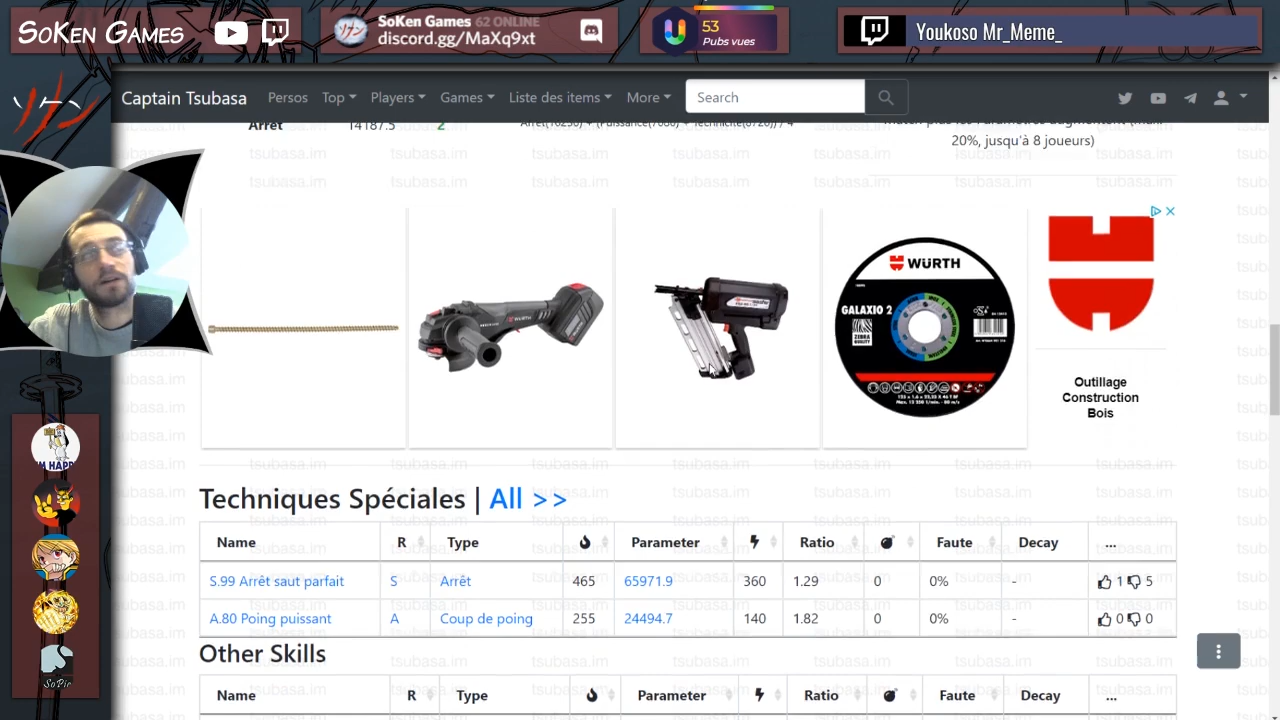 SoKen Games
SoKen Games 62 ONLINE
discord.gg/MaXq9xt
53
Pubs vues
Youkoso Mr_Meme_
Captain Tsubasa
Persos
Top
Players
Games
Liste des items
More
Search
Arrêt
14187.5
2
20%, jusqu'à 8 joueurs)
WÜRTH
GALAXIO 2
Outillage
Construction
Bois
Techniques Spéciales | All >>
Name R Type Parameter Ratio Faute Decay ...
S.99 Arrêt saut parfait S Arrêt 465 65971.9 360 1.29 0 0% - 1 5
A.80 Poing puissant A Coup de poing 255 24494.7 140 1.82 0 0% - 0 0
Other Skills
Name R Type Parameter Ratio Faute Decay ...
SoPic